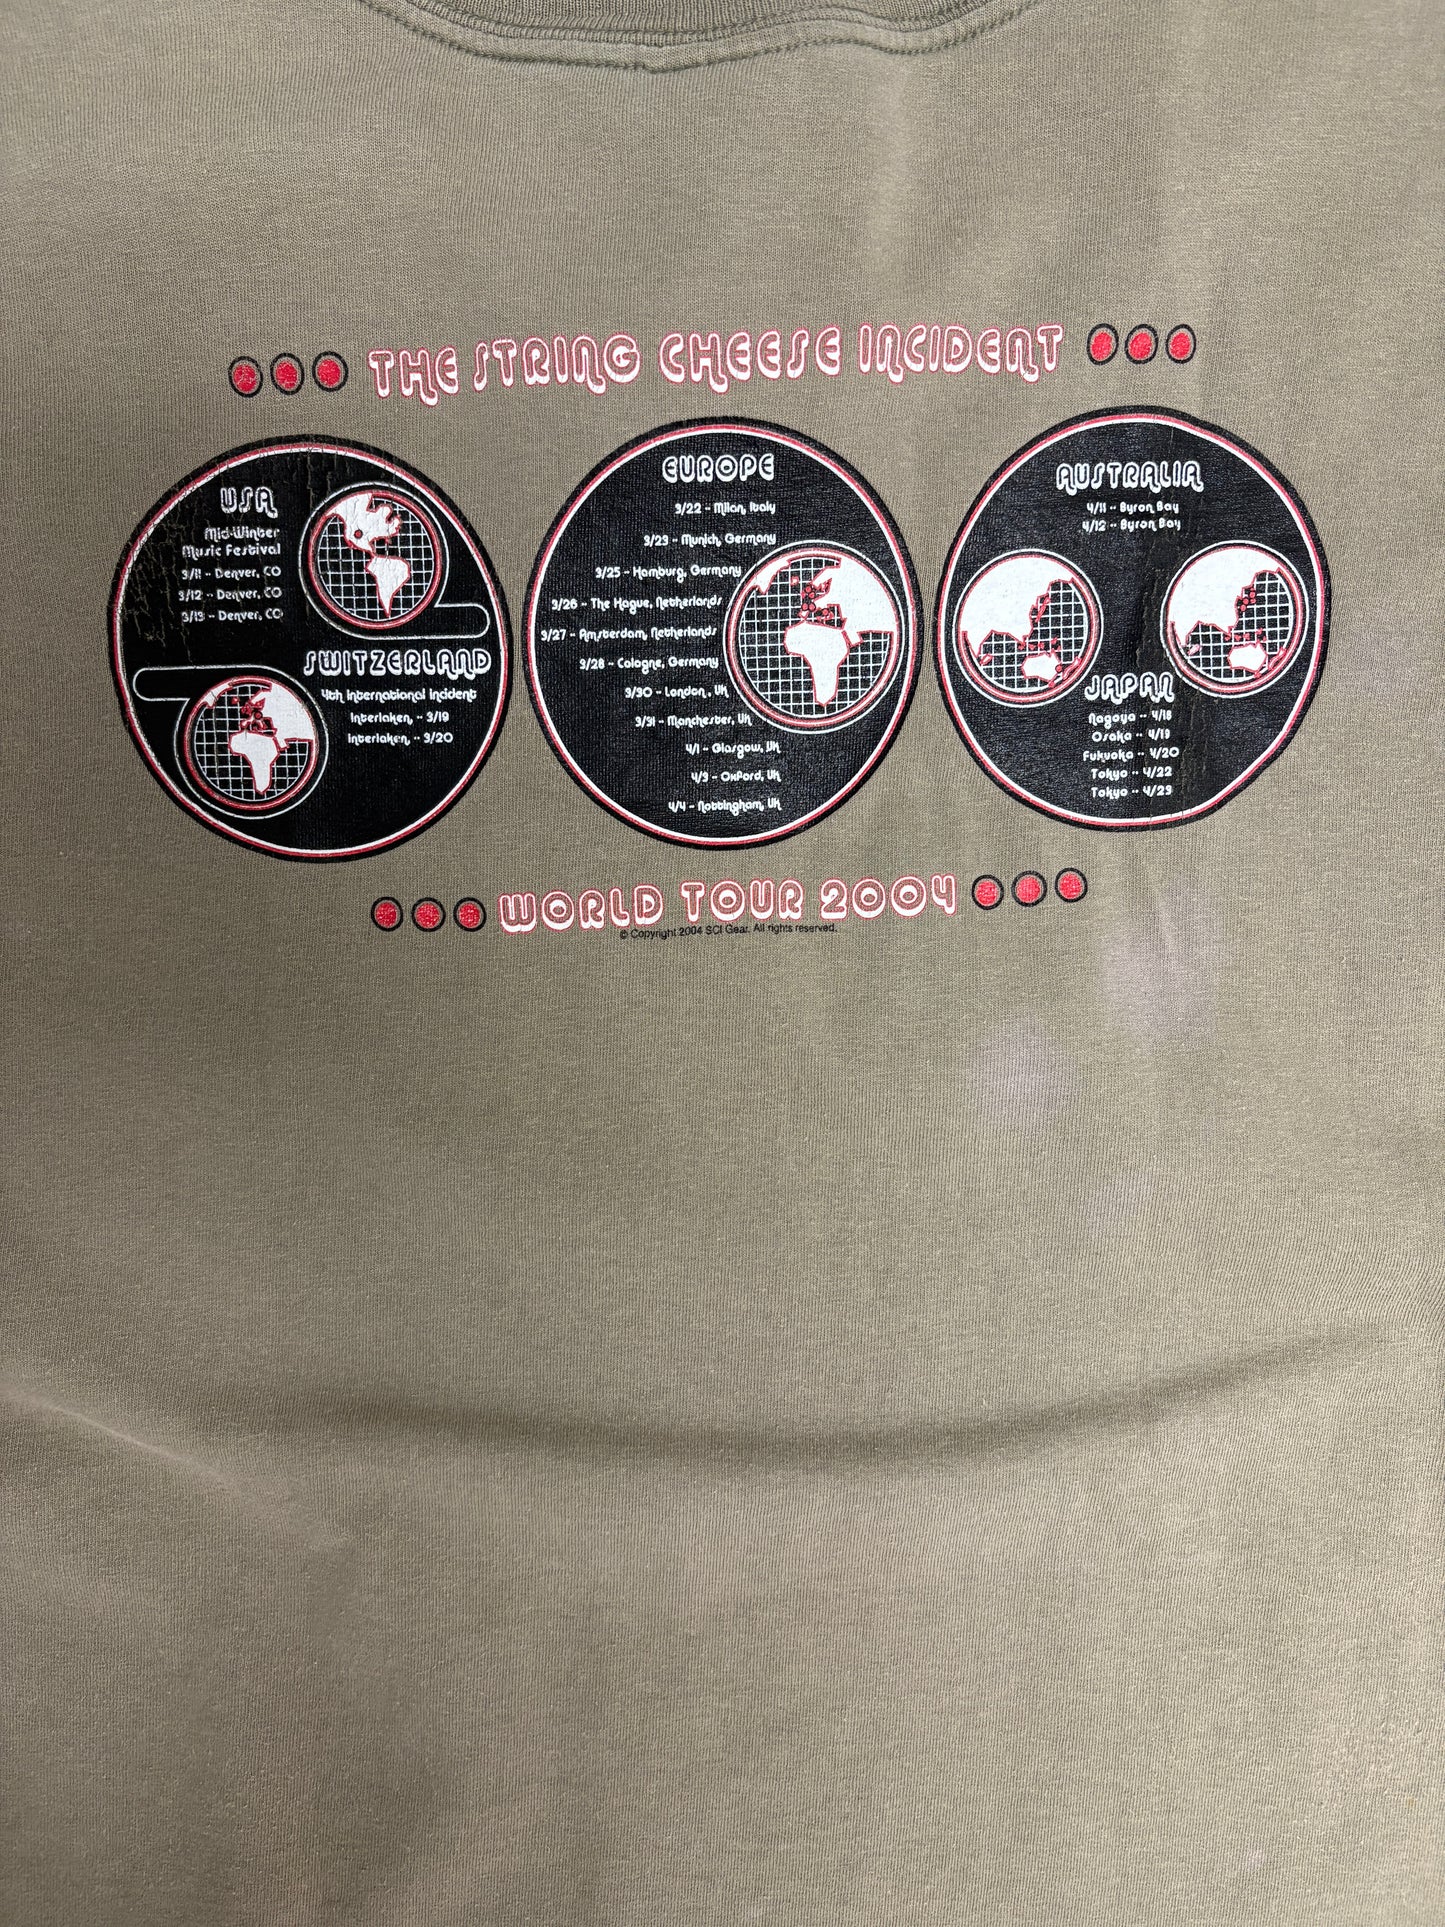 THE STRING CHEESE INCIDENT
USA
Mid-Winter
Music Festival
3/11 -- Denver, CO
3/12 -- Denver, CO
3/13 -- Denver, CO
SWITZERLAND
4th International Incident
Interlaken, -- 3/19
Interlaken, -- 3/20
EUROPE
3/22 - Milan, Italy
3/23 - Munich, Germany
3/25 - Hamburg, Germany
3/26 - The Hague, Netherlands
3/27 - Amsterdam, Netherlands
3/28 - Cologne, Germany
3/30 - London, UK
3/31 - Manchester, UK
4/1 - Glasgow, UK
4/3 - Oxford, UK
4/4 - Nottingham, UK
AUSTRALIA
4/11 - Byron Bay
4/12 -- Byron Bay
JAPAN
Nagoya -- 4/18
Osaka -- 4/19
Fukuoka -- 4/20
Tokyo -- 4/22
Tokyo -- 4/23
WORLD TOUR 2004
© Copyright 2004 SCI Gear. All rights reserved.